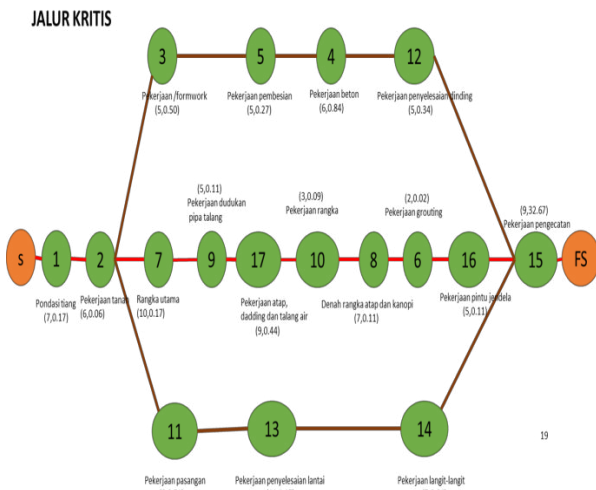 JALUR KRITIS
3
5
4
12
Pekerjaan /formwork
(5,0.50)
Pekerjaan pembesian
(5,0.27)
Pekerjaan beton
(6,0.84)
Pekerjaan penyelesaian dinding
(5,0.34)
(5,0.11)
Pekerjaan dudukan
pipa talang
(3,0.09)
Pekerjaan rangka
(2,0.02)
Pekerjaan grouting
(9,32.67)
Pekerjaan pengecatan
s
1
2
7
9
17
10
8
6
16
15
FS
Pondasi tiang
(7,0.17)
Pekerjaan tanah
(6,0.06)
Rangka utama
(10,0.17)
Pekerjaan atap,
dadding dan talang air
(9,0.44)
Denah rangka atap dan kanopi
(7,0.11)
Pekerjaan pintu jendela
(5,0.11)
11
13
14
19
Pekerjaan pasangan
Pekerjaan penyelesaian lantai
Pekerjaan langit-langit